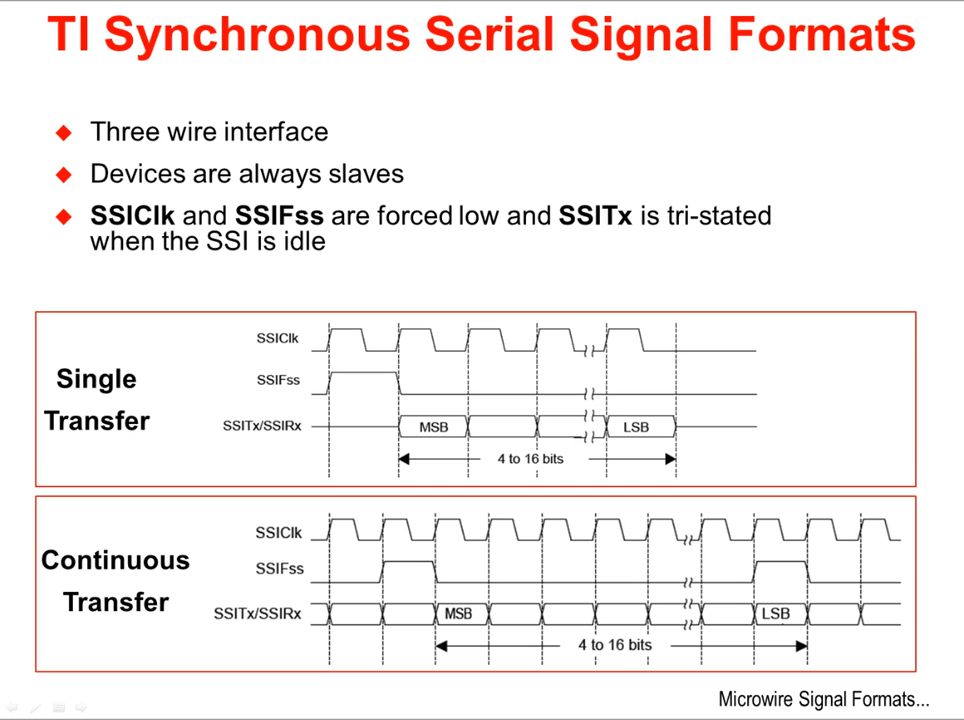 TI Synchronous Serial Signal Formats
Three wire interface
Devices are always slaves
SSIClk and SSIFss are forced low and SSITx is tri-stated
when the SSI is idle
Single
Transfer
SSIClk
SSIFss
SSITx/SSIRx
MSB
LSB
4 to 16 bits
Continuous
Transfer
SSIClk
SSIFss
SSITx/SSIRx
MSB
LSB
4 to 16 bits
Microwire Signal Formats...